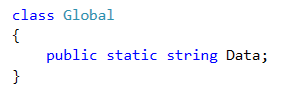 class Global
{
    public static string Data;
}